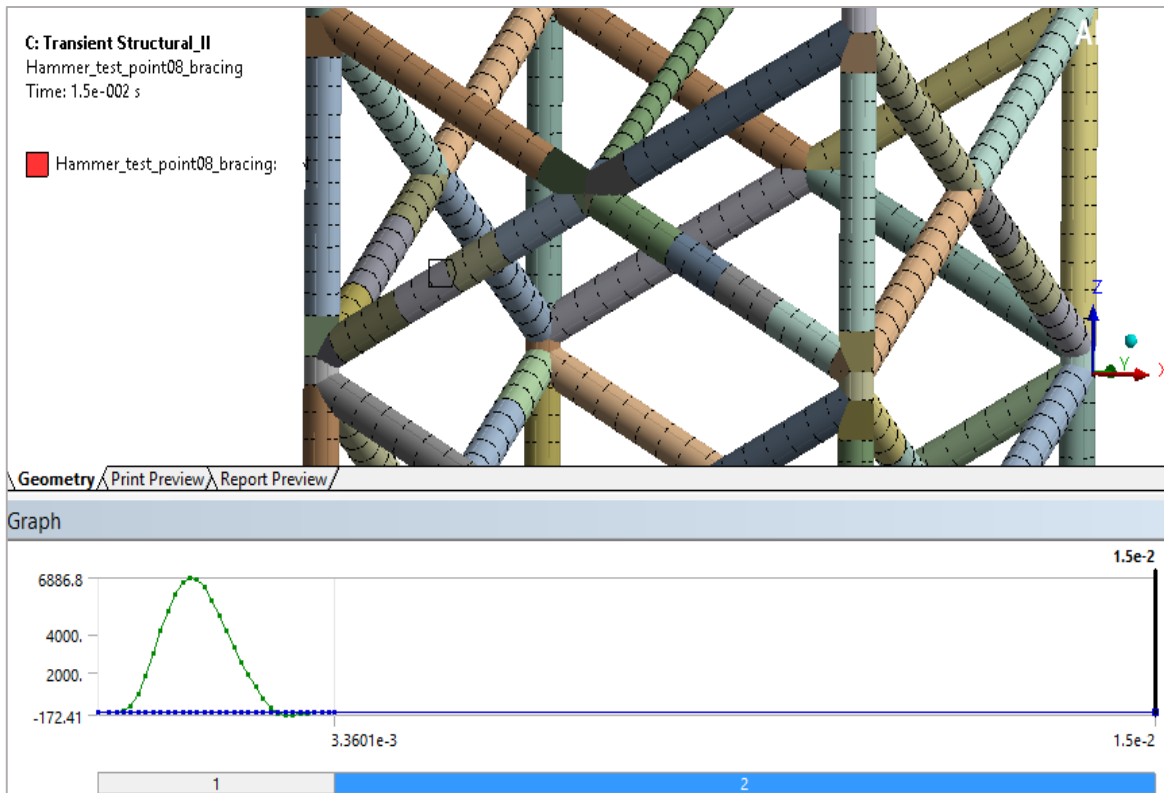 C: Transient Structural_II
Hammer_test_point08_bracing
Time: 1.5e-002 s
Hammer_test_point08_bracing:
Z
Y
X
Geometry Print Preview Report Preview
Graph
1.5e-2
6886.8
4000.
2000.
-172.41
3.3601e-3 1.5e-2
1 2